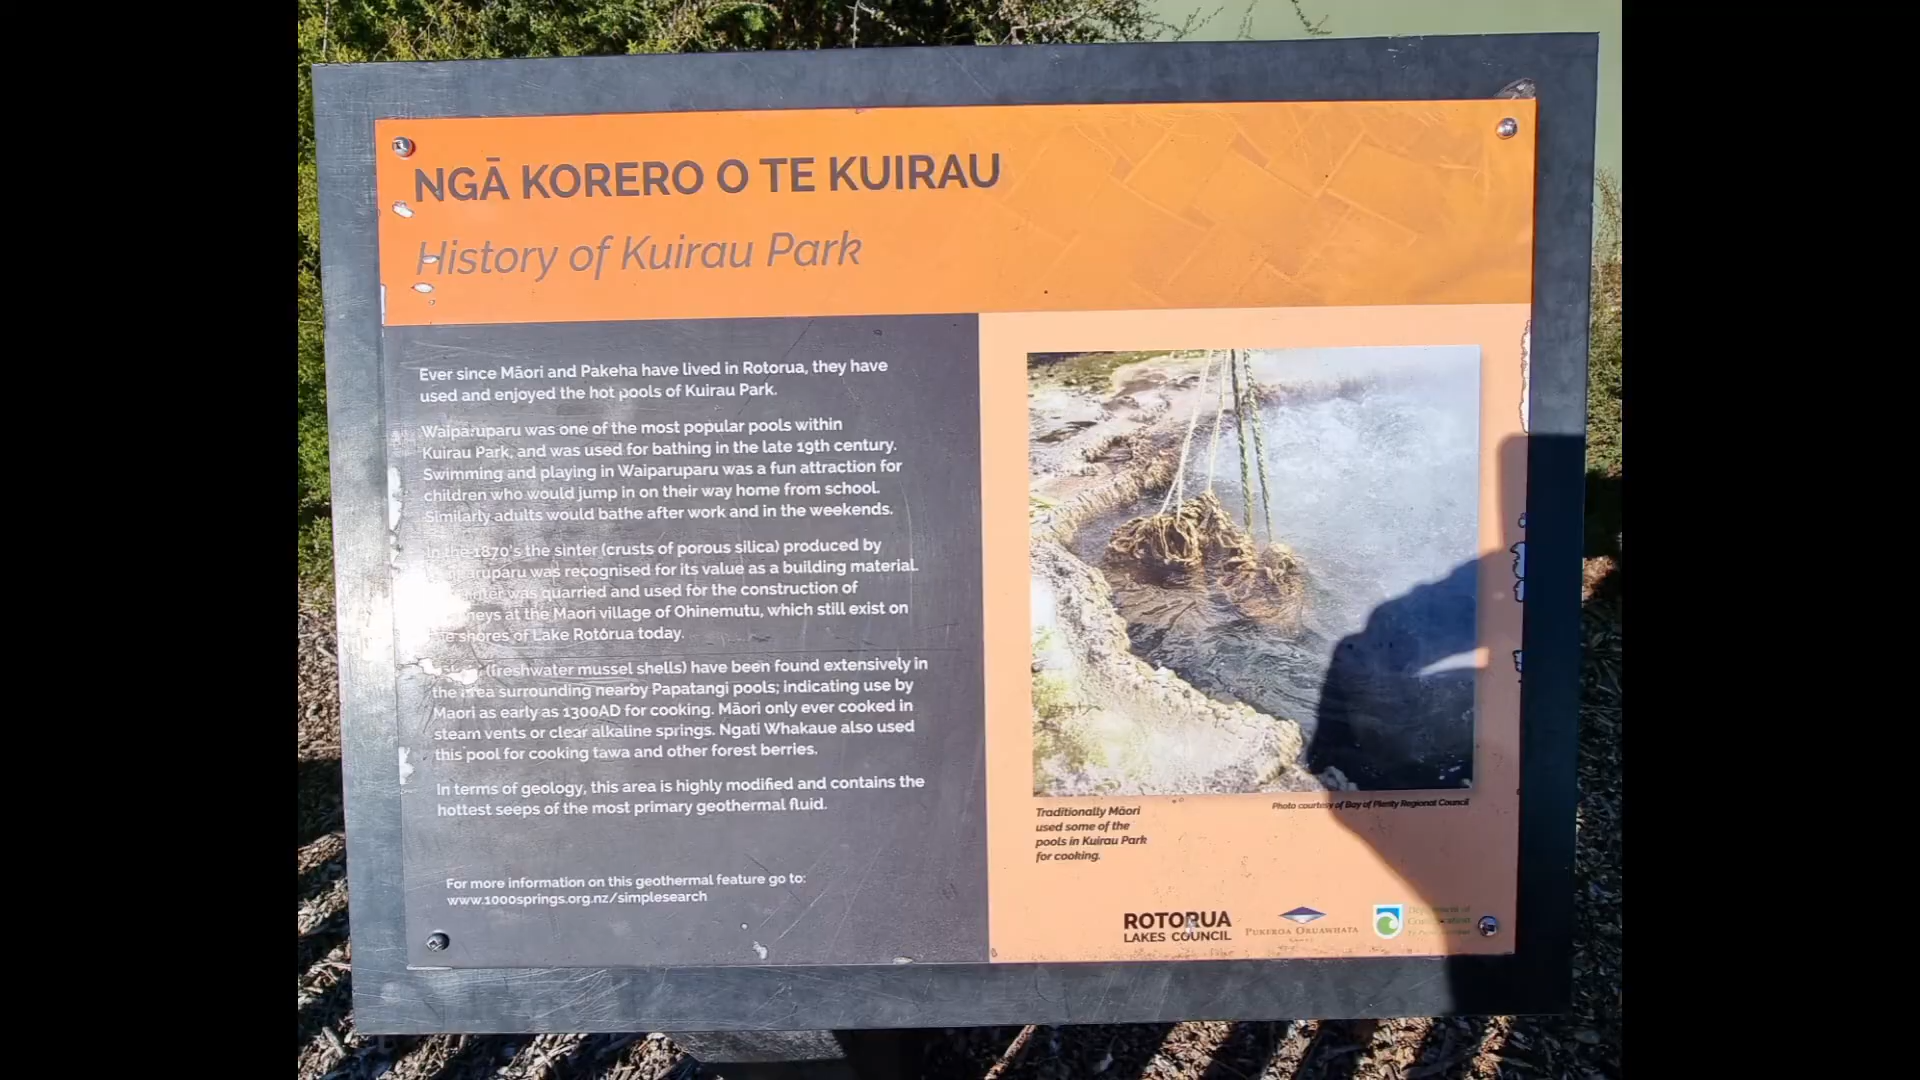 NGĀ KORERO O TE KUIRAU
History of Kuirau Park
Ever since Māori and Pakeha have lived in Rotorua, they have
used and enjoyed the hot pools of Kuirau Park.
Waiparuparu was one of the most popular pools within
Kuirau Park, and was used for bathing in the late 19th century.
Swimming and playing in Waiparuparu was a fun attraction for
children who would jump in on their way home from school.
Similarly adults would bathe after work and in the weekends.
In the 1870's the sinter (crusts of porous silica) produced by
was recognised for its value as a building material.
was quarried and used for the construction of
at the Maori village of Ohinemutu, which still exist on
shores of Lake Rotorua today.
(freshwater mussel shells) have been found extensively in
the area surrounding nearby Papatangi pools; indicating use by
Maori as early as 1300AD for cooking. Māori only ever cooked in
steam vents or clear alkaline springs. Ngati Whakaue also used
this pool for cooking tawa and other forest berries.
In terms of geology, this area is highly modified and contains the
hottest seeps of the most primary geothermal fluid.
For more information on this geothermal feature go to:
www.1000springs.org.nz/simplesearch
Photo courtesy of Bay of Plenty Regional Council
Traditionally Māori
used some of the
pools in Kuirau Park
for cooking.
ROTORUA
LAKES COUNCIL
PUKEROA ORUAWHATA
Department of
Conservation